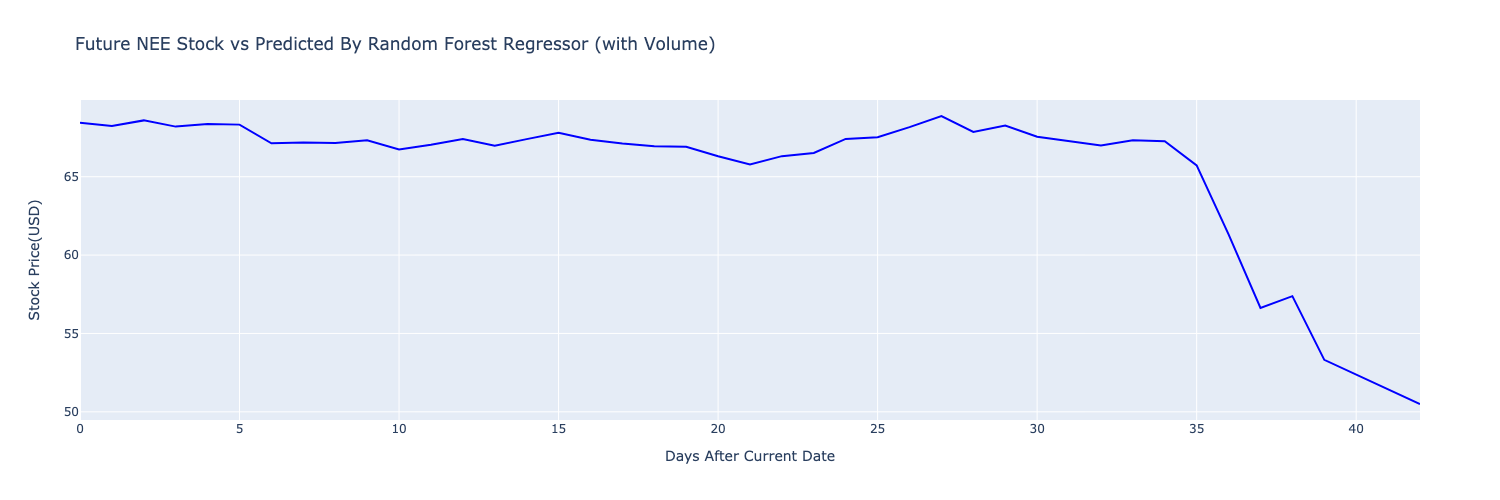 Future NEE Stock vs Predicted By Random Forest Regressor (with Volume)
Stock Price(USD)
65
60
55
50
0 5 10 15 20 25 30 35 40
Days After Current Date